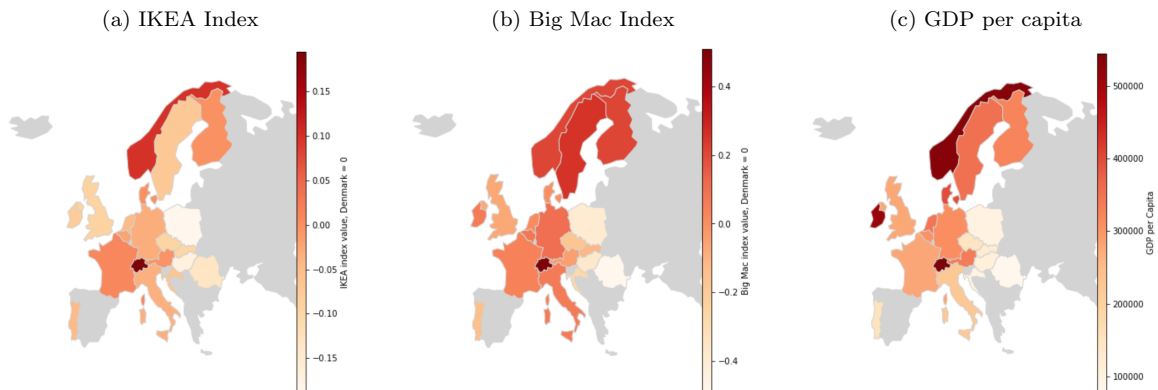 (a) IKEA Index
0.15
0.10
0.05
0.00
−0.05
−0.10
−0.15
IKEA index value, Denmark = 0
(b) Big Mac Index
0.4
0.2
0.0
−0.2
−0.4
Big Mac index value, Denmark = 0
(c) GDP per capita
500000
400000
300000
200000
100000
GDP per Capita